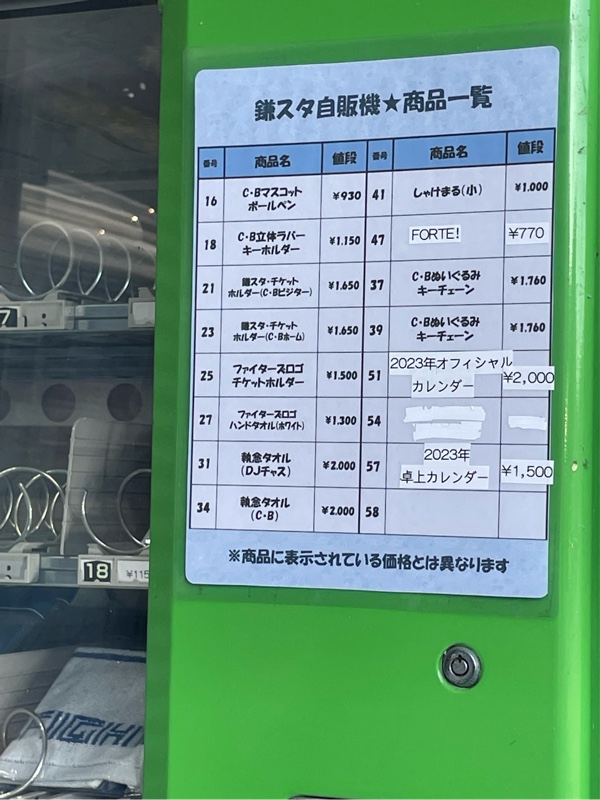 鎌スタ自販機★商品一覧
番号 商品名 値段 番号 商品名 値段
16 C・Bマスコット ボールペン ¥930 41 しゃけまる(小) ¥1.000
18 C・B立体ラバー キーホルダー ¥1.150 47 FORTE! ¥770
21 鎌スタ・チケット ホルダー(C・Bビジター) ¥1.650 37 C・Bぬいぐるみ キーチェーン ¥1.760
23 鎌スタ・チケット ホルダー(C・Bホーム) ¥1.650 39 C・Bぬいぐるみ キーチェーン ¥1.760
25 ファイターズロゴ チケットホルダー ¥1.500 51 2023年オフィシャル カレンダー ¥2,000
27 ファイターズロゴ ハンドタオル(ホワイト) ¥1.300 54
31 執念タオル (DJチャス) ¥2.000 57 2023年 卓上カレンダー ¥1,500
34 執念タオル (C・B) ¥2.000 58
※商品に表示されている価格とは異なります
7
18 ¥115